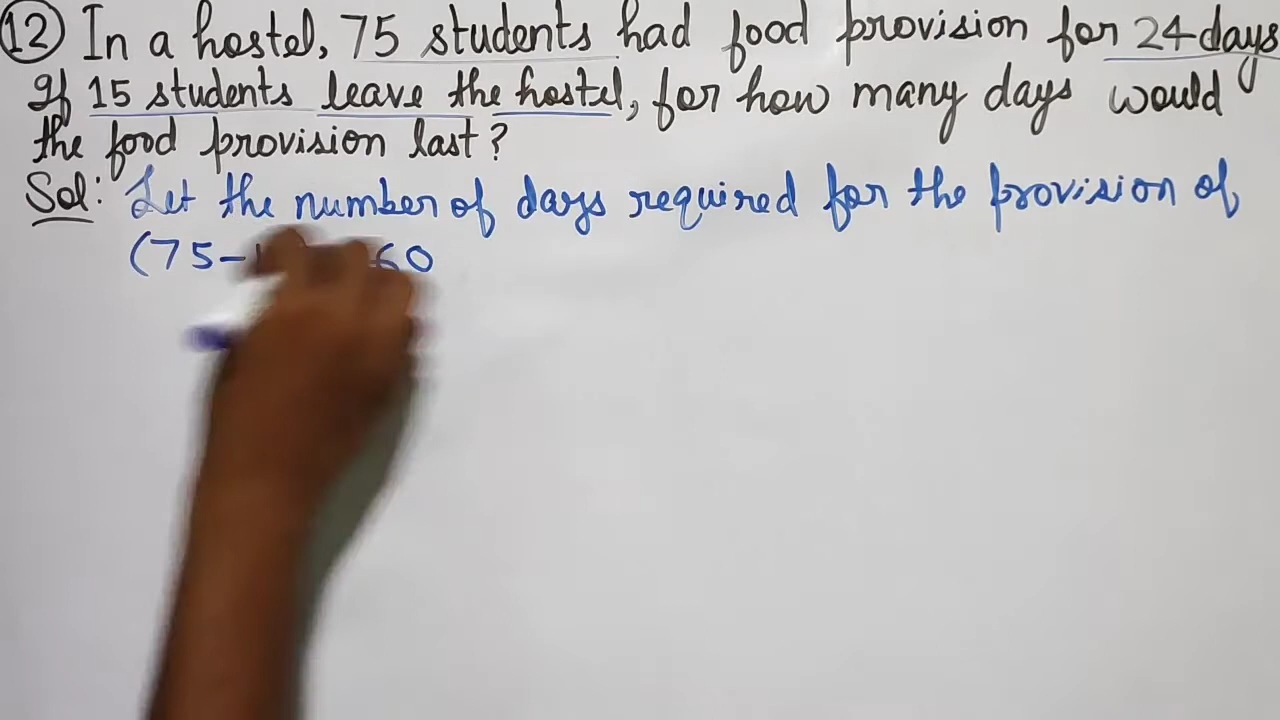 12 In a hostel, 75 students had food provision for 24 days
If 15 students leave the hostel, for how many days would
the food provision last?
Sol: Let the number of days required for the provision of
(75- 60